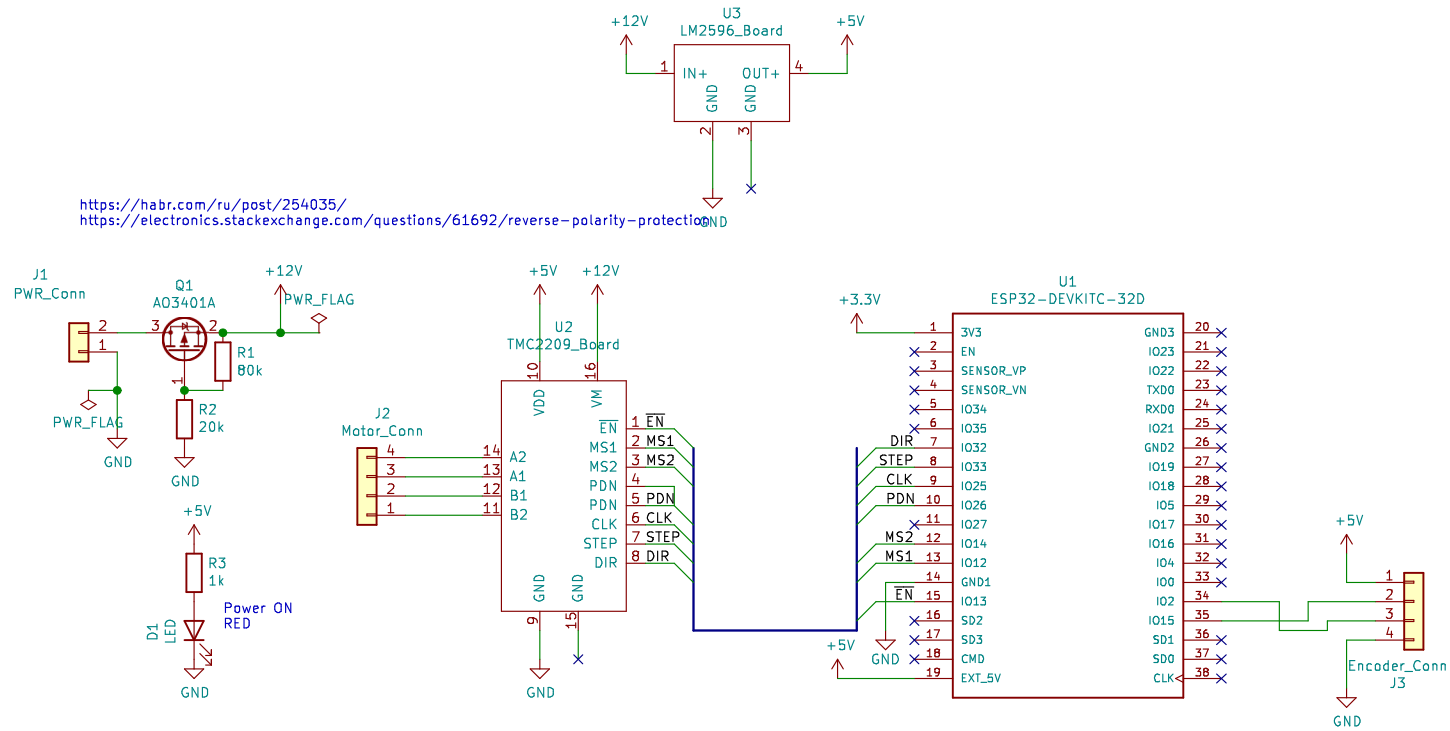 U3
LM2596_Board
+12V
+5V
1
IN+
OUT+
4
GND
GND
2
3
GND
https://habr.com/ru/post/254035/
https://electronics.stackexchange.com/questions/61692/reverse-polarity-protection
J1
PWR_Conn
2
1
PWR_FLAG
GND
Q1
AO3401A
3
2
1
+12V
PWR_FLAG
R1
R2
20k
GND
+5V
R3
1k
Power ON
RED
D1
LED
GND
J2
Motor_Conn
4
3
2
1
+5V
+12V
U2
TMC2209_Board
10
16
VDD
VM
14
A2
13
A1
12
B1
11
B2
EN
1
EN
MS1
2
MS1
MS2
3
MS2
PDN
4
PDN
5
PDN
CLK
6
CLK
STEP
7
STEP
DIR
8
DIR
GND
GND
9
15
GND
U1
ESP32-DEVKITC-32D
+3.3V
1
3V3
2
EN
3
SENSOR_VP
4
SENSOR_VN
5
IO34
6
IO35
DIR
7
IO32
STEP
8
IO33
CLK
9
IO25
PDN
10
IO26
11
IO27
MS2
12
IO14
MS1
13
IO12
14
GND1
EN
15
IO13
16
SD2
17
SD3
18
CMD
19
EXT_5V
GND
+5V
GND3
20
IO23
21
IO22
22
TXD0
23
RXD0
24
IO21
25
GND2
26
IO19
27
IO18
28
IO5
29
IO17
30
IO16
31
IO4
32
IO0
33
IO2
34
IO15
35
SD1
36
SD0
37
CLK
38
+5V
1
2
3
4
Encoder_Conn
J3
GND